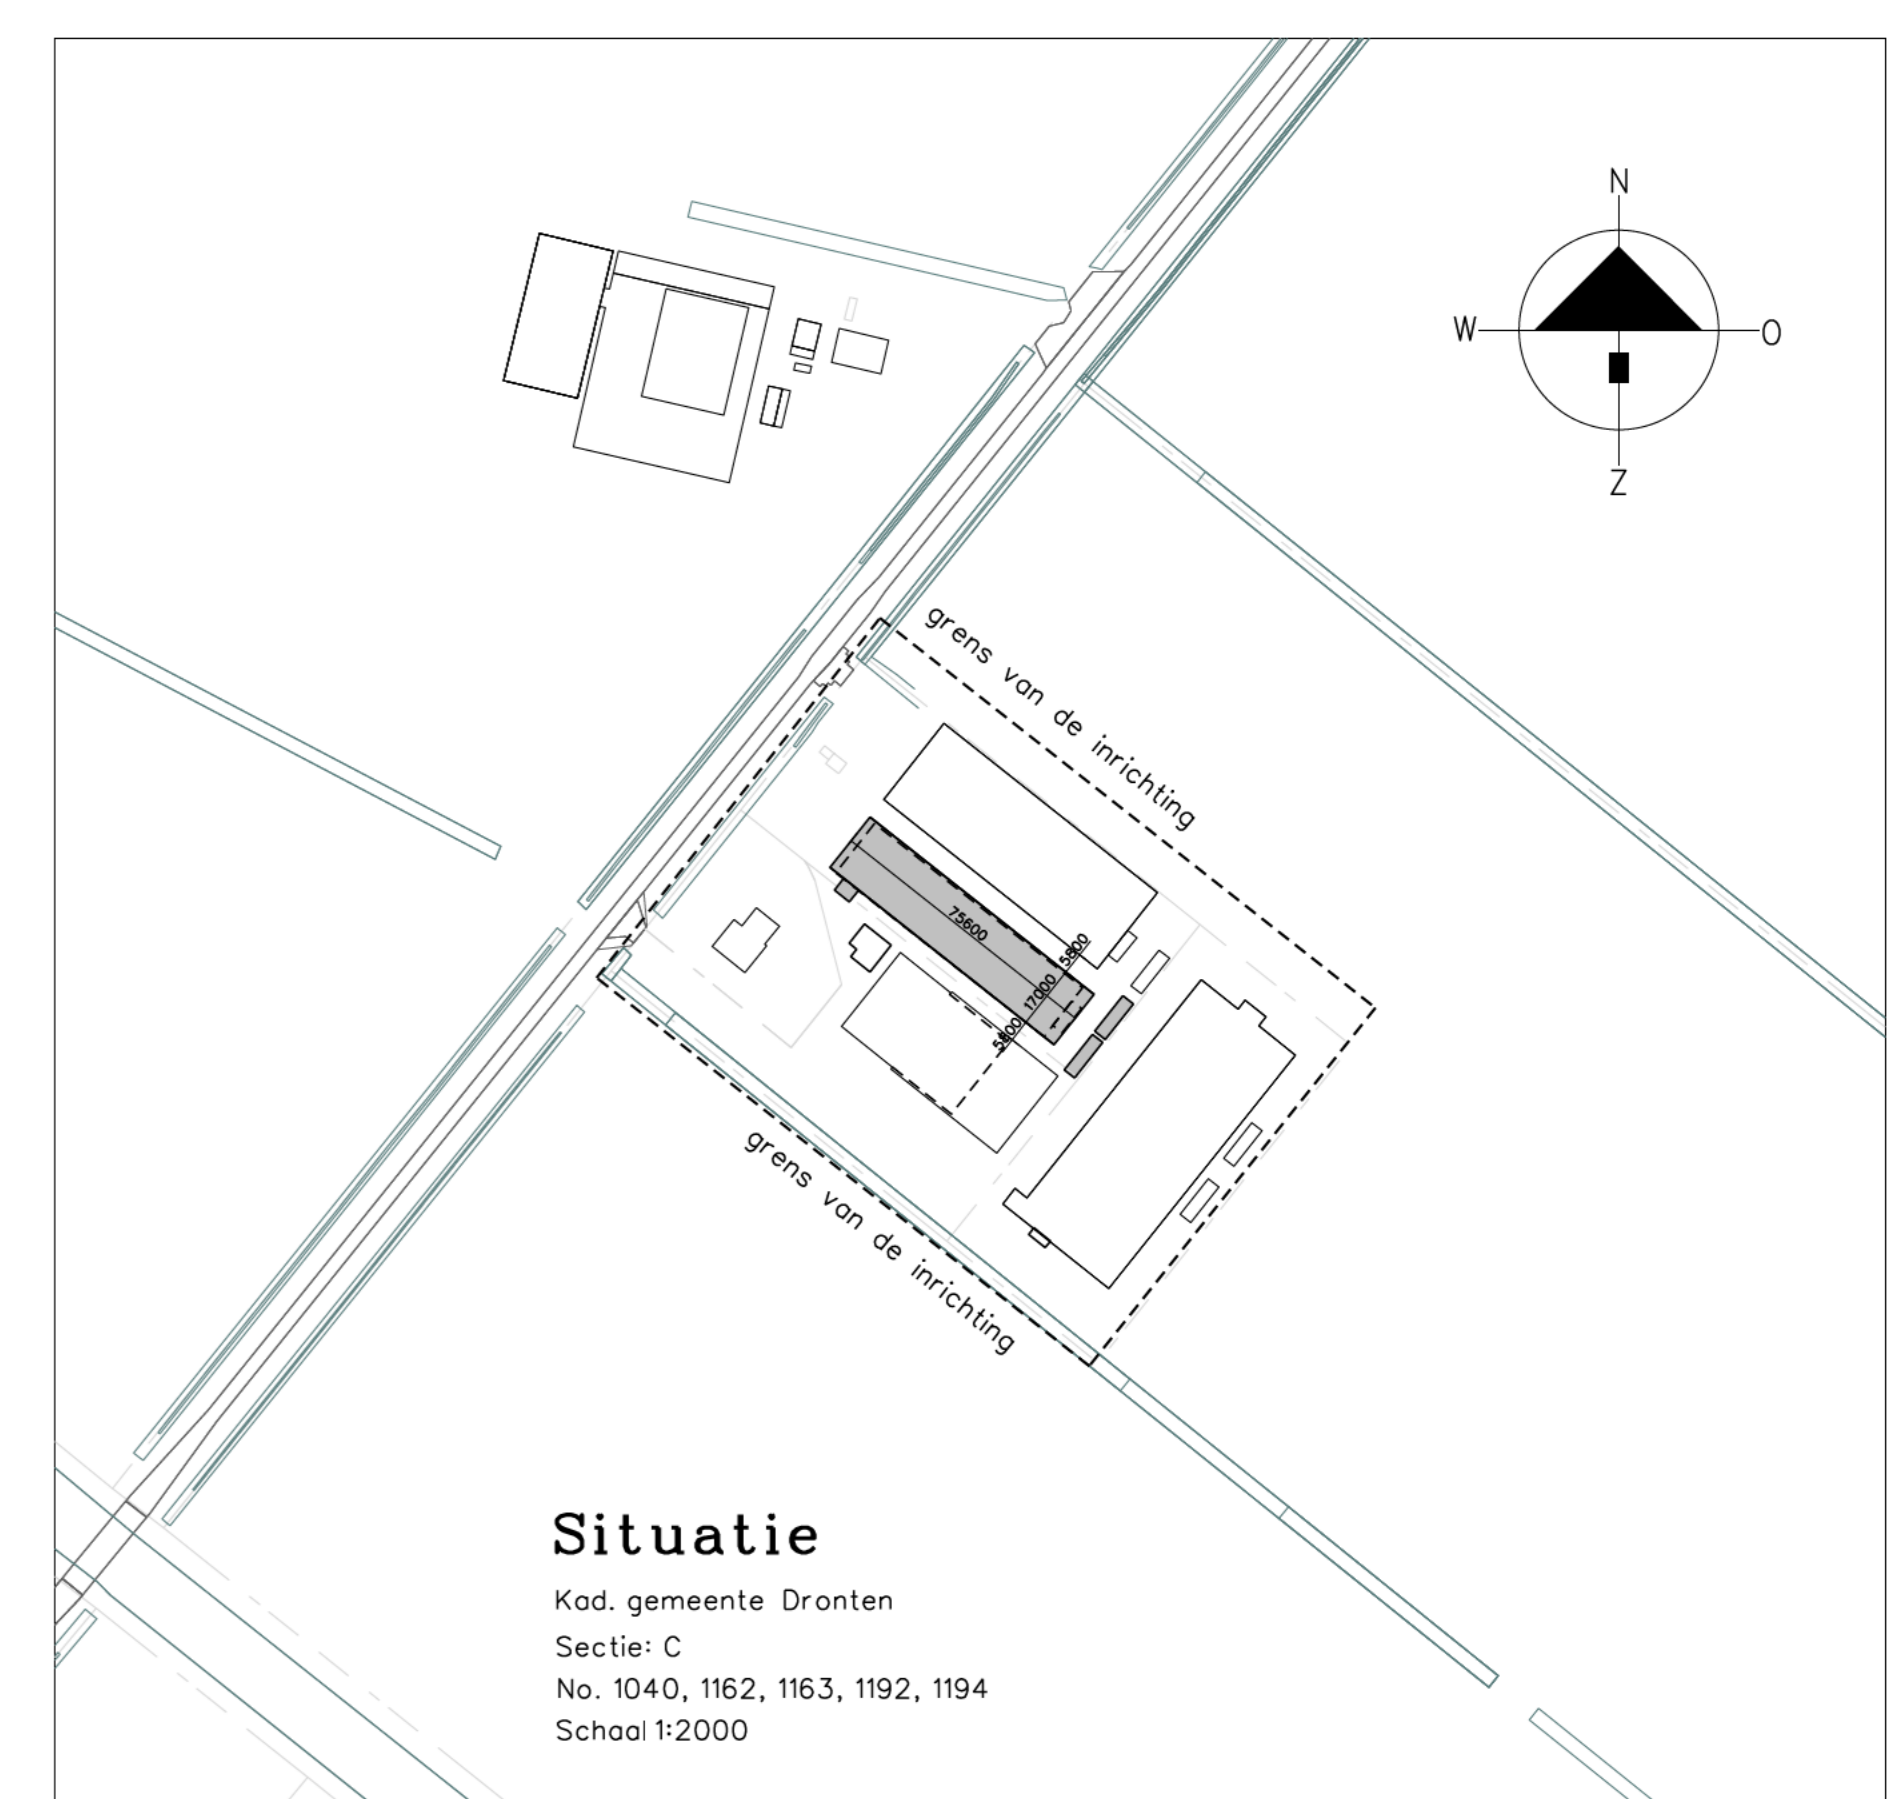 N
W
O
Z
grens van de inrichting
75600
5800
17000
5800
grens van de inrichting
Situatie
Kad. gemeente Dronten
Sectie: C
No. 1040, 1162, 1163, 1192, 1194
Schaal 1:2000